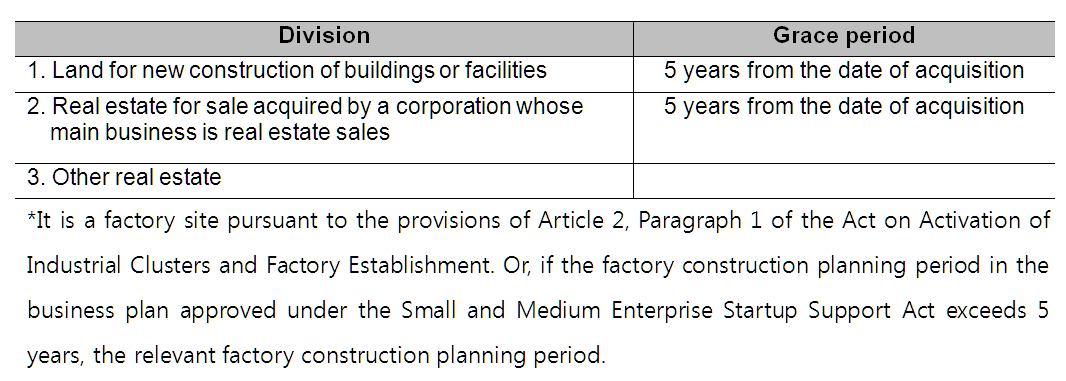 Division Grace period
1. Land for new construction of buildings or facilities 5 years from the date of acquisition
2. Real estate for sale acquired by a corporation whose 5 years from the date of acquisition
main business is real estate sales
3. Other real estate
*It is a factory site pursuant to the provisions of Article 2, Paragraph 1 of the Act on Activation of
Industrial Clusters and Factory Establishment. Or, if the factory construction planning period in the
business plan approved under the Small and Medium Enterprise Startup Support Act exceeds 5
years, the relevant factory construction planning period.